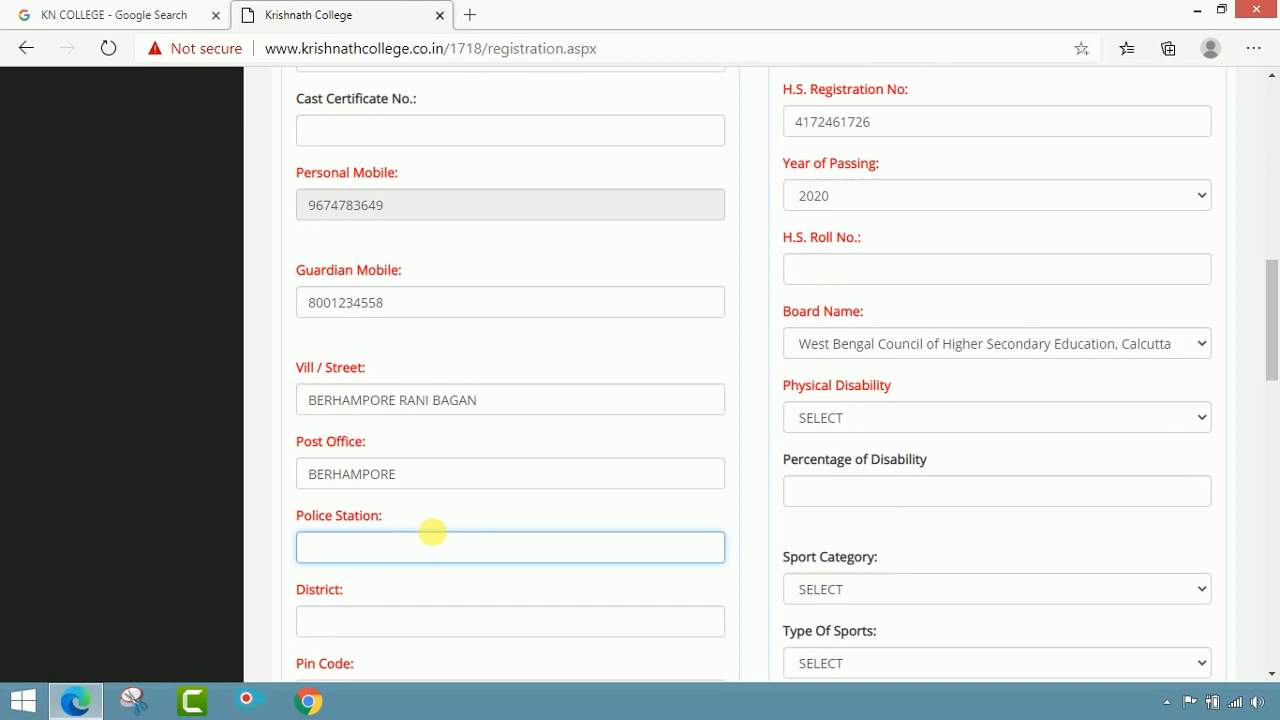 KN COLLEGE - Google Search
Krishnath College
Not secure
www.krishnathcollege.co.in/1718/registration.aspx
Cast Certificate No.:
Personal Mobile:
9674783649
Guardian Mobile:
8001234558
Vill / Street:
BERHAMPORE RANI BAGAN
Post Office:
BERHAMPORE
Police Station:
District:
Pin Code:
H.S. Registration No:
4172461726
Year of Passing:
2020
H.S. Roll No.:
Board Name:
West Bengal Council of Higher Secondary Education, Calcutta
Physical Disability
SELECT
Percentage of Disability
Sport Category:
SELECT
Type Of Sports:
SELECT